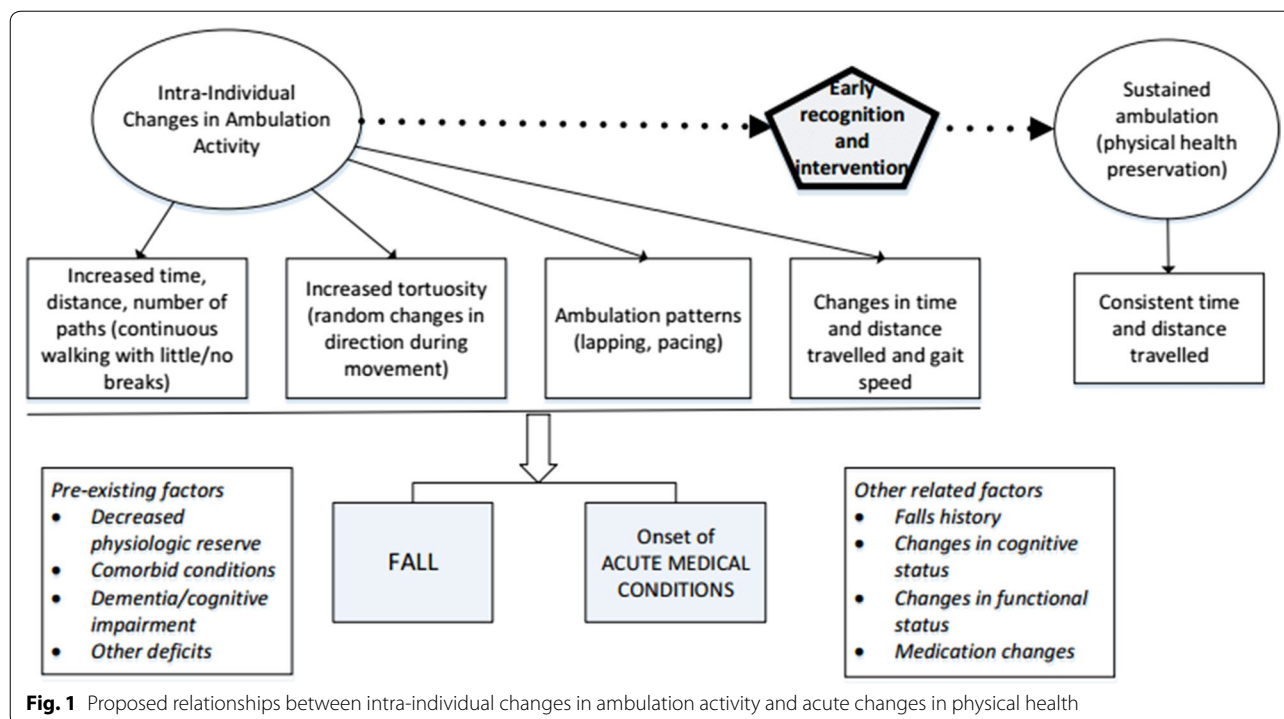 Intra-Individual
Changes in Ambulation
Activity
Early
recognition
and
intervention
Sustained
ambulation
(physical health
preservation)
Increased time,
distance, number of
paths (continuous
walking with little/no
breaks)
Increased tortuosity
(random changes in
direction during
movement)
Ambulation patterns
(lapping, pacing)
Changes in time
and distance
travelled and gait
speed
Consistent time
and distance
travelled
Pre-existing factors
• Decreased
physiologic reserve
• Comorbid conditions
• Dementia/cognitive
impairment
• Other deficits
FALL
Onset of
ACUTE MEDICAL
CONDITIONS
Other related factors
• Falls history
• Changes in cognitive
status
• Changes in functional
status
• Medication changes
Fig. 1 Proposed relationships between intra-individual changes in ambulation activity and acute changes in physical health